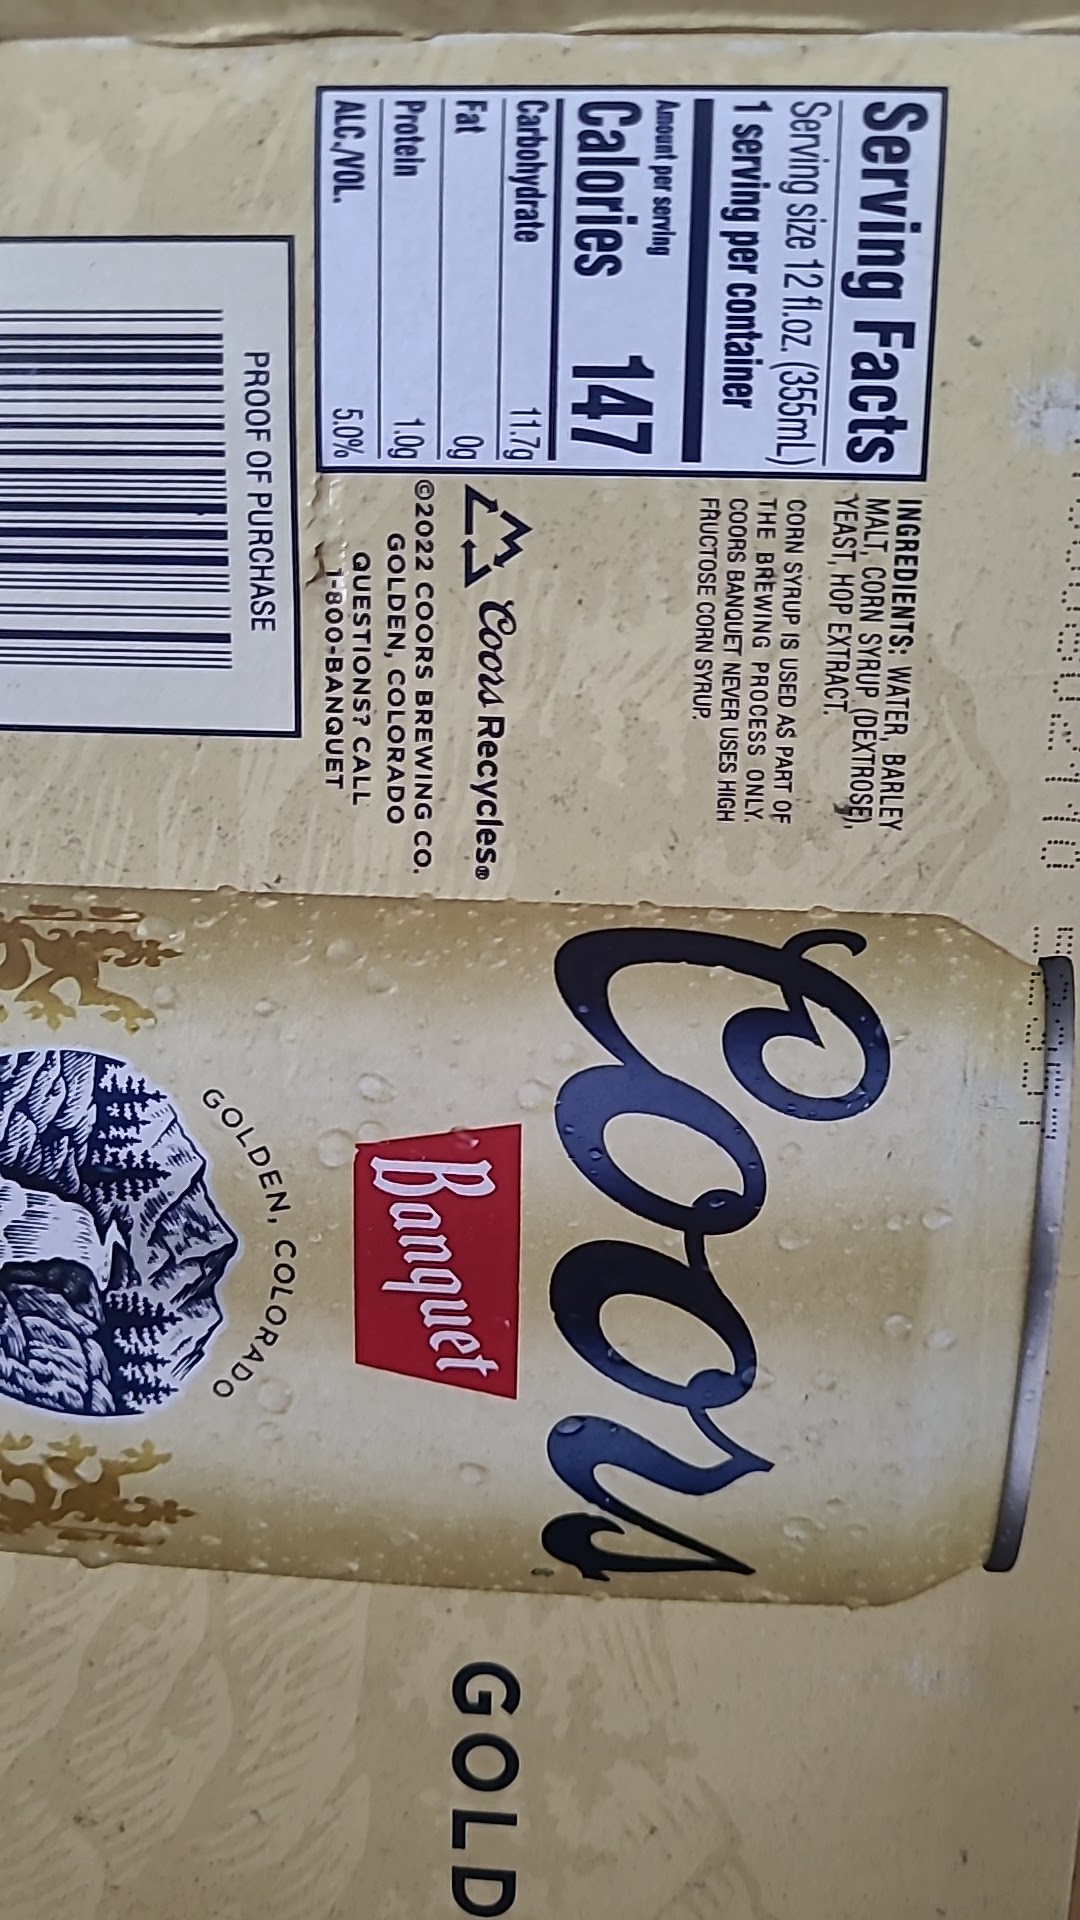 Serving Facts
Serving size 12 fl.oz. (355mL)
1 serving per container
Amount per serving
Calories 147
Carbohydrate 11.7g
Fat 0g
Protein 1.0g
ALC./VOL. 5.0%
INGREDIENTS: WATER, BARLEY
MALT, CORN SYRUP (DEXTROSE),
YEAST, HOP EXTRACT.
CORN SYRUP IS USED AS PART OF
THE BREWING PROCESS ONLY.
COORS BANQUET NEVER USES HIGH
FRUCTOSE CORN SYRUP.
Coors Recycles®
©2022 COORS BREWING CO.
GOLDEN, COLORADO
QUESTIONS? CALL
1-800-BANQUET
PROOF OF PURCHASE
Coors
Banquet
GOLDEN, COLORADO
GOLD